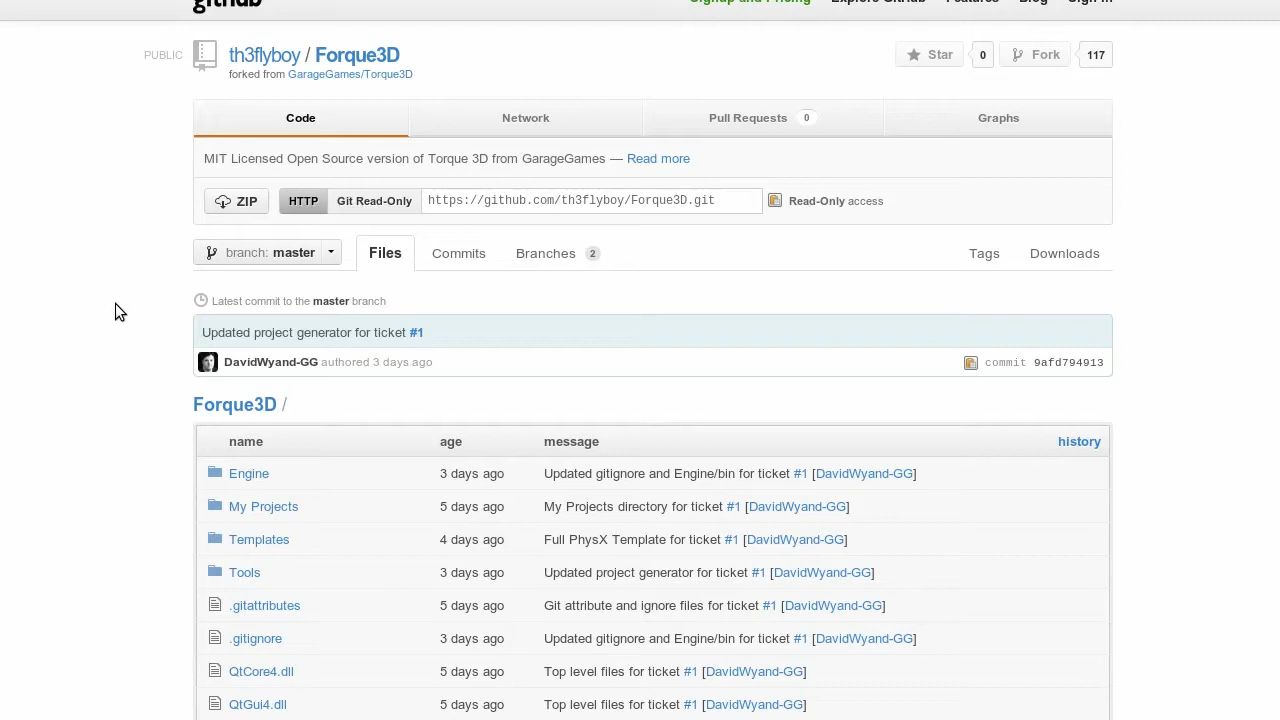 github Signup and Pricing Explore GitHub Features Blog Sign in
PUBLIC th3flyboy / Forque3D Star 0 Fork 117
forked from GarageGames/Torque3D
Code Network Pull Requests 0 Graphs
MIT Licensed Open Source version of Torque 3D from GarageGames — Read more
ZIP HTTP Git Read-Only https://github.com/th3flyboy/Forque3D.git Read-Only access
branch: master Files Commits Branches 2 Tags Downloads
Latest commit to the master branch
Updated project generator for ticket #1
DavidWyand-GG authored 3 days ago commit 9afd794913
Forque3D /
name age message history
Engine 3 days ago Updated gitignore and Engine/bin for ticket #1 [DavidWyand-GG]
My Projects 5 days ago My Projects directory for ticket #1 [DavidWyand-GG]
Templates 4 days ago Full PhysX Template for ticket #1 [DavidWyand-GG]
Tools 3 days ago Updated project generator for ticket #1 [DavidWyand-GG]
.gitattributes 5 days ago Git attribute and ignore files for ticket #1 [DavidWyand-GG]
.gitignore 3 days ago Updated gitignore and Engine/bin for ticket #1 [DavidWyand-GG]
QtCore4.dll 5 days ago Top level files for ticket #1 [DavidWyand-GG]
QtGui4.dll 5 days ago Top level files for ticket #1 [DavidWyand-GG]